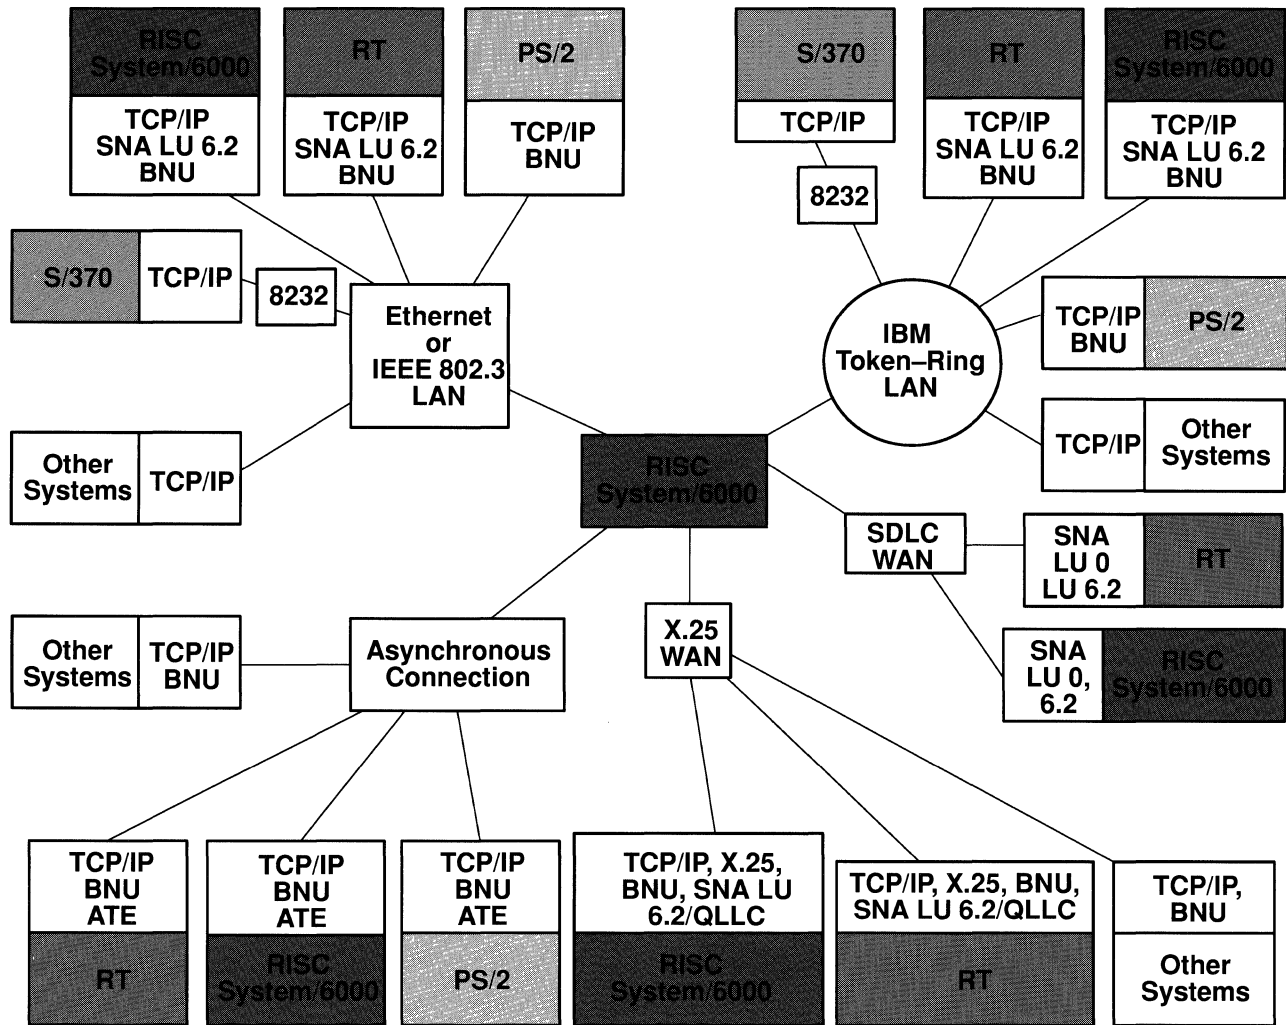 RISC
System/6000
TCP/IP
SNA LU 6.2
BNU
RT
TCP/IP
SNA LU 6.2
BNU
PS/2
TCP/IP
BNU
S/370
TCP/IP
8232
RT
TCP/IP
SNA LU 6.2
BNU
RISC
System/6000
TCP/IP
SNA LU 6.2
BNU
S/370
TCP/IP
8232
Ethernet
or
IEEE 802.3
LAN
IBM
Token–Ring
LAN
TCP/IP
BNU
PS/2
Other
Systems
TCP/IP
TCP/IP
Other
Systems
RISC
System/6000
SDLC
WAN
SNA
LU 0
LU 6.2
RT
SNA
LU 0,
6.2
RISC
System/6000
Other
Systems
TCP/IP
BNU
Asynchronous
Connection
X.25
WAN
TCP/IP
BNU
ATE
RT
TCP/IP
BNU
ATE
RISC
System/6000
TCP/IP
BNU
ATE
PS/2
TCP/IP, X.25,
BNU, SNA LU
6.2/QLLC
RISC
System/6000
TCP/IP, X.25, BNU,
SNA LU 6.2/QLLC
RT
TCP/IP,
BNU
Other
Systems